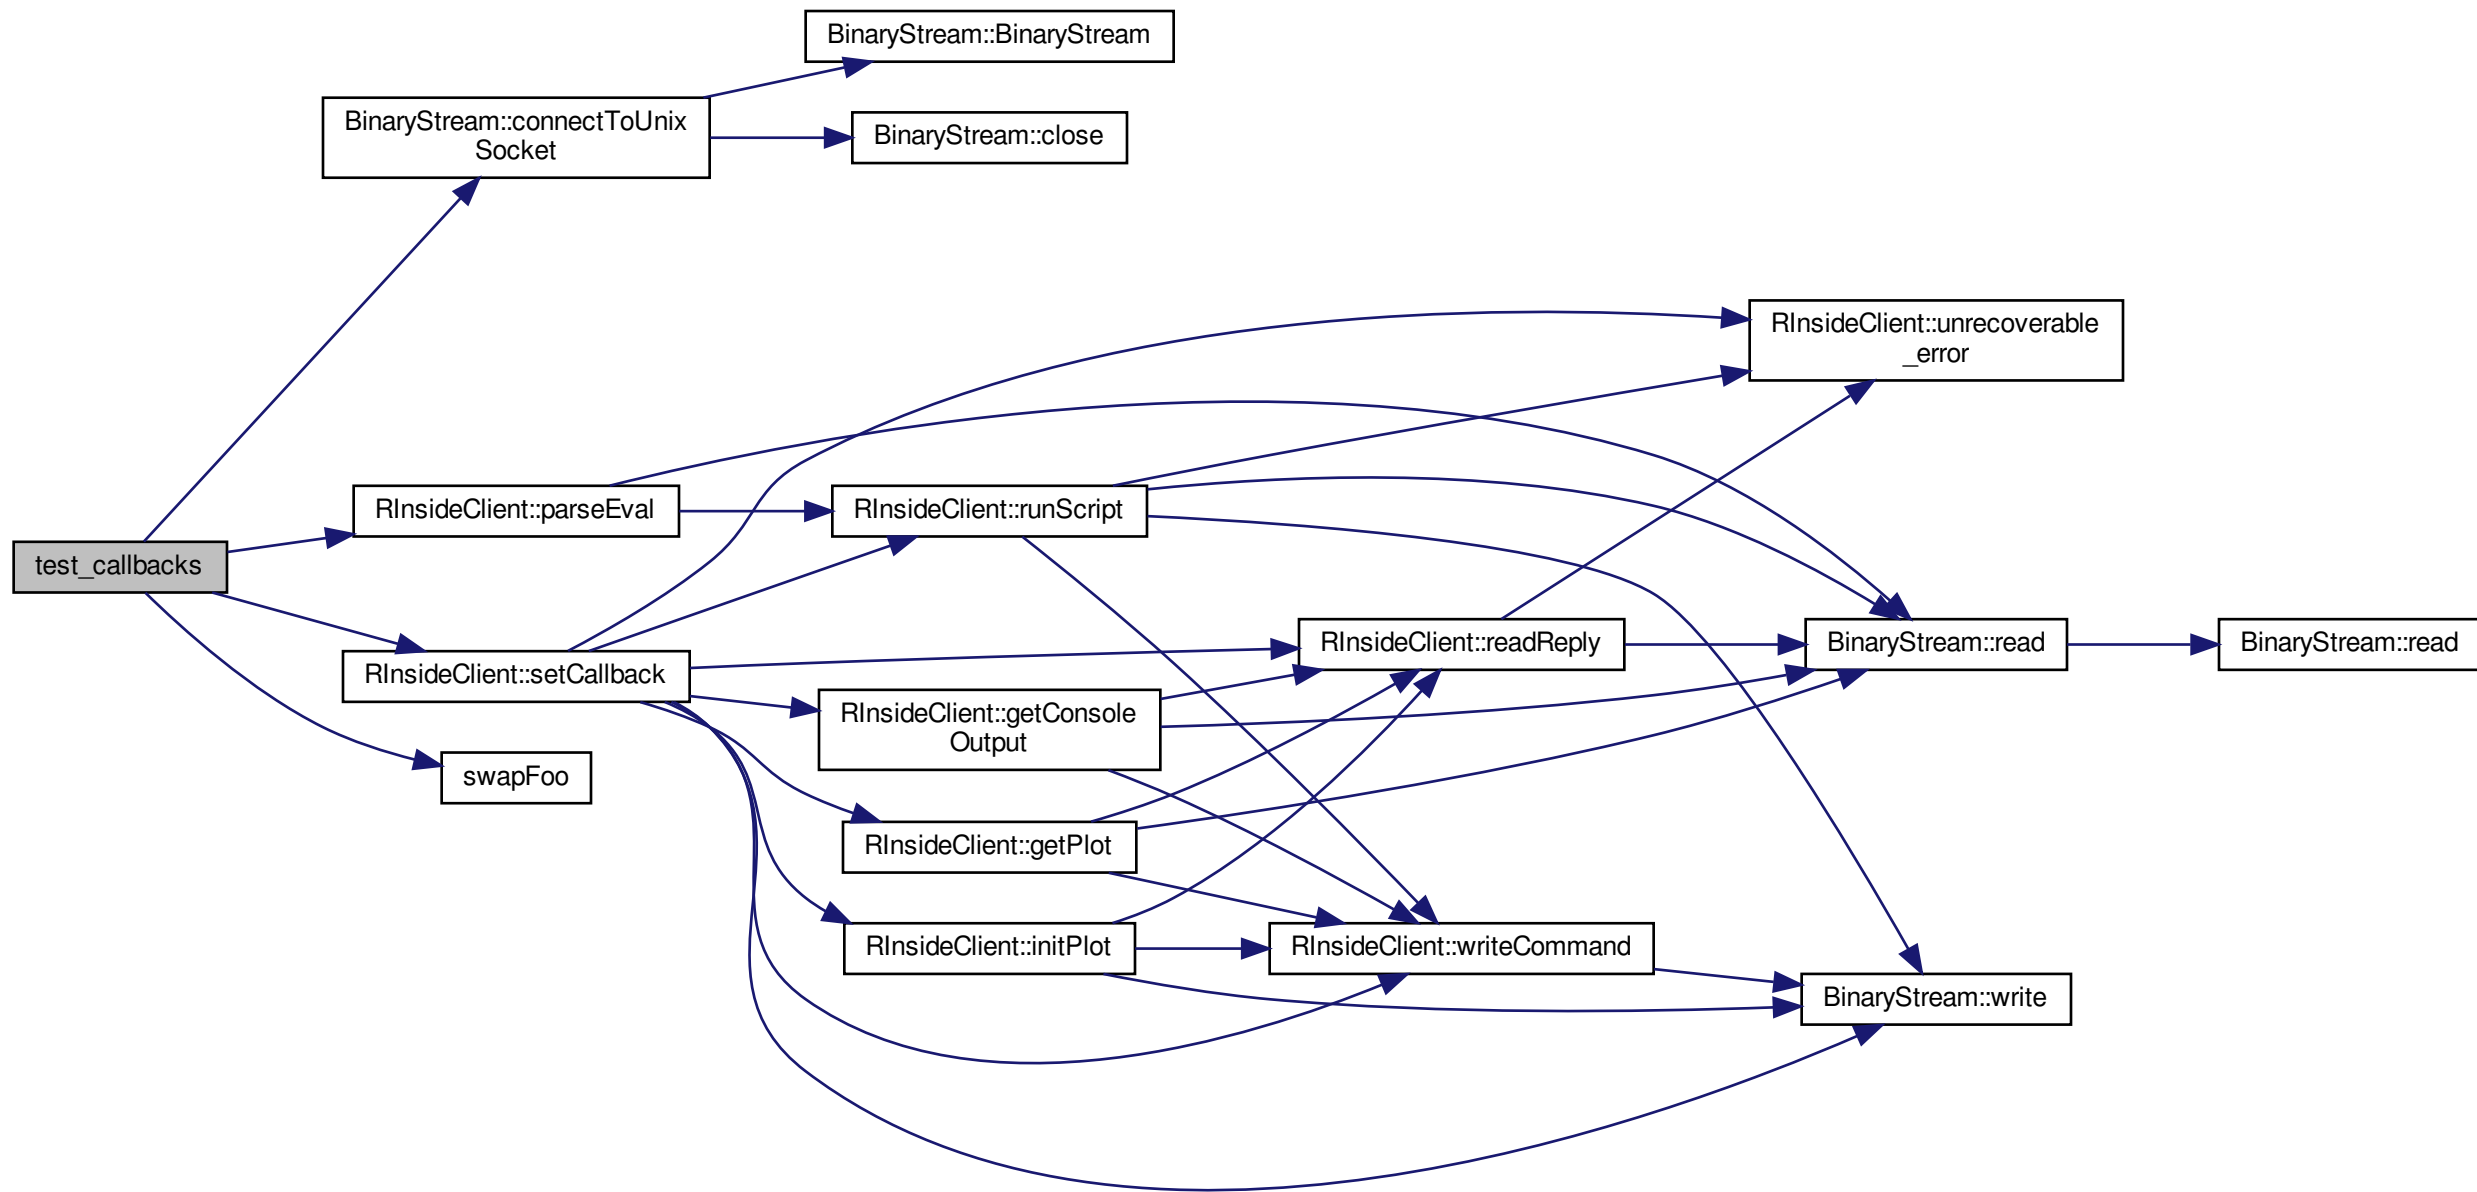 BinaryStream::BinaryStream
BinaryStream::connectToUnix
Socket
BinaryStream::close
RInsideClient::unrecoverable
_error
RInsideClient::parseEval
RInsideClient::runScript
test_callbacks
RInsideClient::readReply
BinaryStream::read
BinaryStream::read
RInsideClient::setCallback
RInsideClient::getConsole
Output
swapFoo
RInsideClient::getPlot
RInsideClient::initPlot
RInsideClient::writeCommand
BinaryStream::write